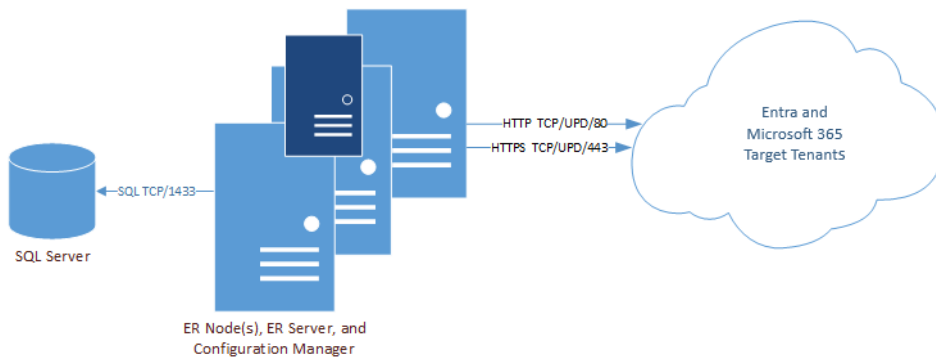 HTTP TCP/UPD/80
HTTPS TCP/UPD/443
Entra and
Microsoft 365
Target Tenants
SQL TCP/1433
SQL Server
ER Node(s), ER Server, and
Configuration Manager